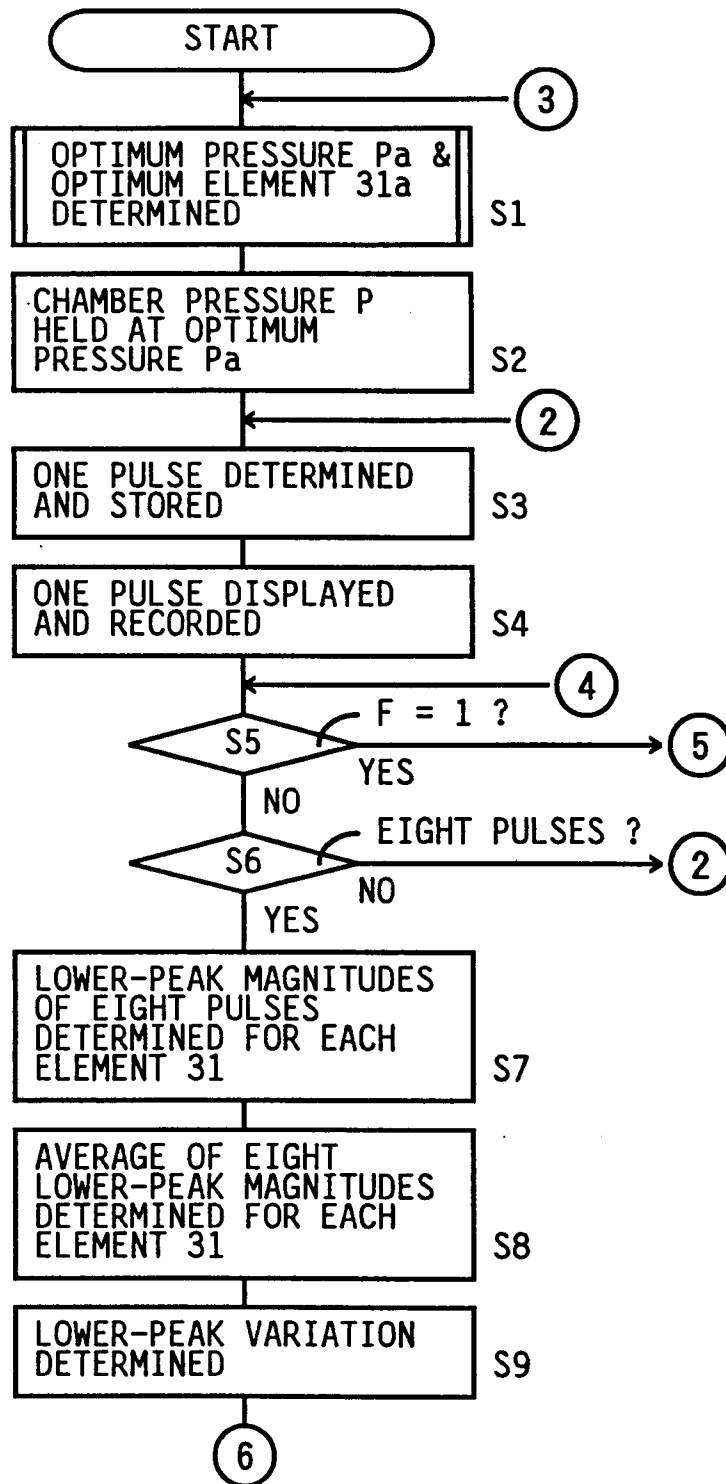 START
3
OPTIMUM PRESSURE Pa &
OPTIMUM ELEMENT 31a
DETERMINED
S1
CHAMBER PRESSURE P
HELD AT OPTIMUM
PRESSURE Pa
S2
2
ONE PULSE DETERMINED
AND STORED
S3
ONE PULSE DISPLAYED
AND RECORDED
S4
4
F = 1 ?
S5
5
YES
NO
EIGHT PULSES ?
S6
2
NO
YES
LOWER-PEAK MAGNITUDES
OF EIGHT PULSES
DETERMINED FOR EACH
ELEMENT 31
S7
AVERAGE OF EIGHT
LOWER-PEAK MAGNITUDES
DETERMINED FOR EACH
ELEMENT 31
S8
LOWER-PEAK VARIATION
DETERMINED
S9
6